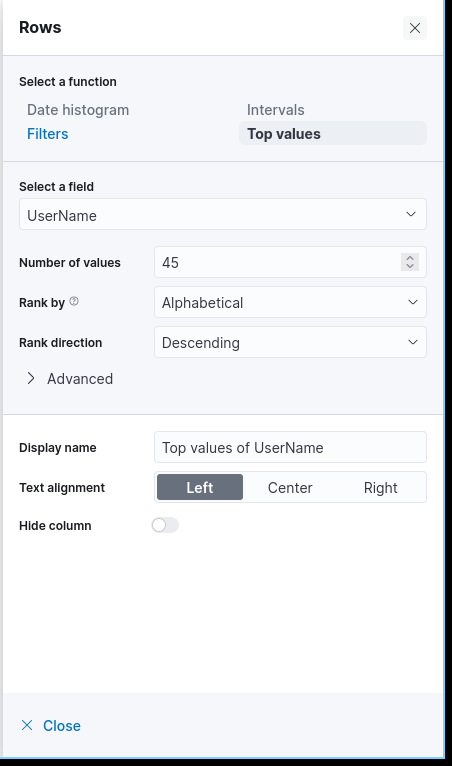 Rows
Select a function
Date histogram
Intervals
Filters
Top values
Select a field
UserName
Number of values
45
Rank by
Alphabetical
Rank direction
Descending
Advanced
Display name
Top values of UserName
Text alignment
Left
Center
Right
Hide column
Close